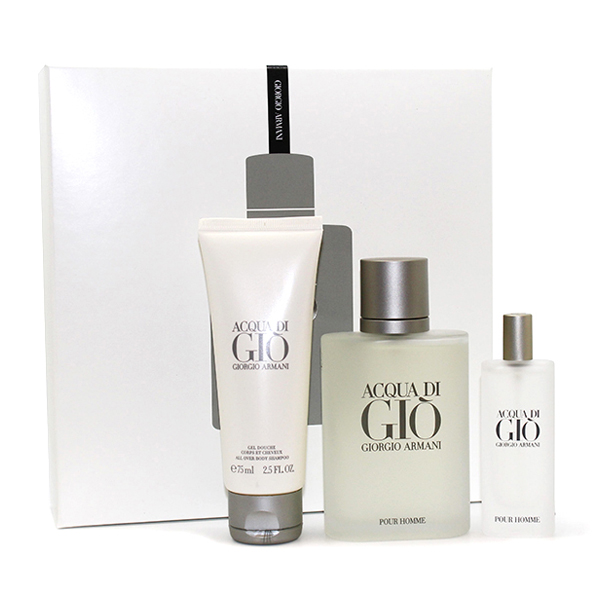 GIORGIO ARMANI
ACQUA DI
GIÒ
GIORGIO ARMANI
GEL DOUCHE
CORPS ET CHEVEUX
ALL OVER BODY SHAMPOO
℮75ml 2.5 FL. OZ.
ACQUA DI
GIÒ
GIORGIO ARMANI
POUR HOMME
ACQUA DI
GIÒ
GIORGIO ARMANI
POUR HOMME